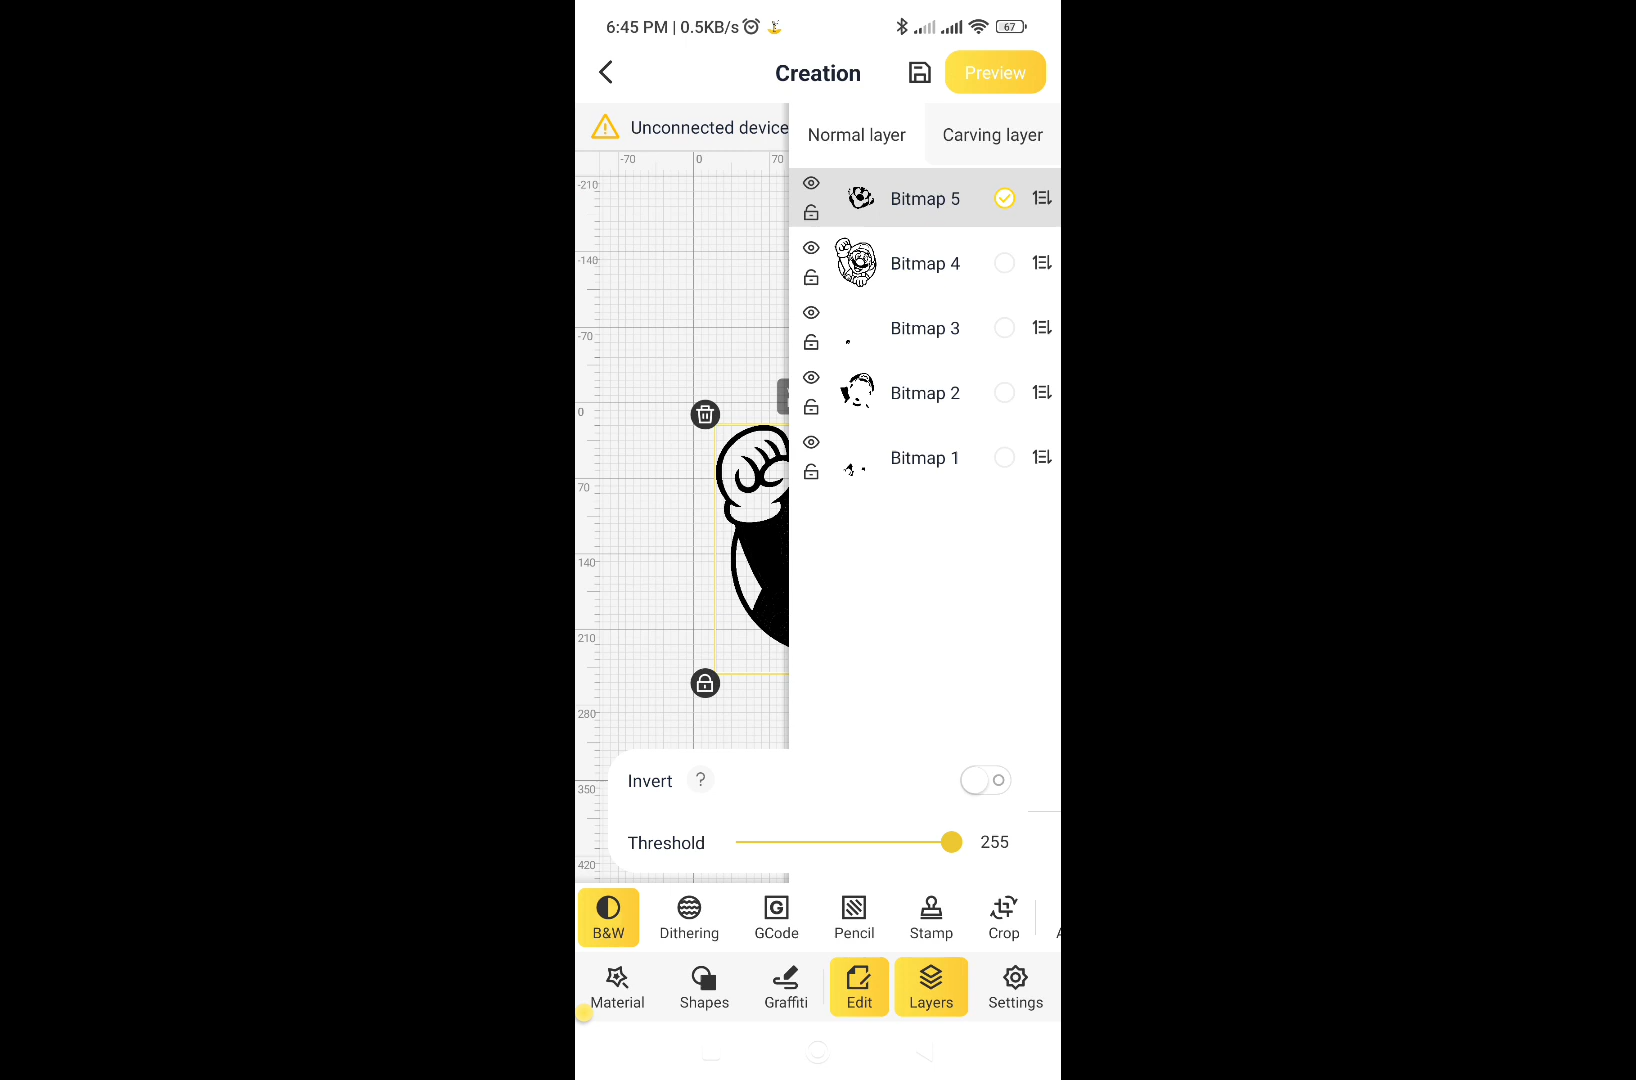 6:45 PM | 0.5KB/s
67
Creation
Preview
Unconnected device
Normal layer
Carving layer
-70
0
70
-210
-140
-70
0
70
140
210
280
350
420
Bitmap 5
Bitmap 4
Bitmap 3
Bitmap 2
Bitmap 1
Invert ?
Threshold
255
B&W
Dithering
G
GCode
Pencil
Stamp
Crop
Material
Shapes
Graffiti
Edit
Layers
Settings